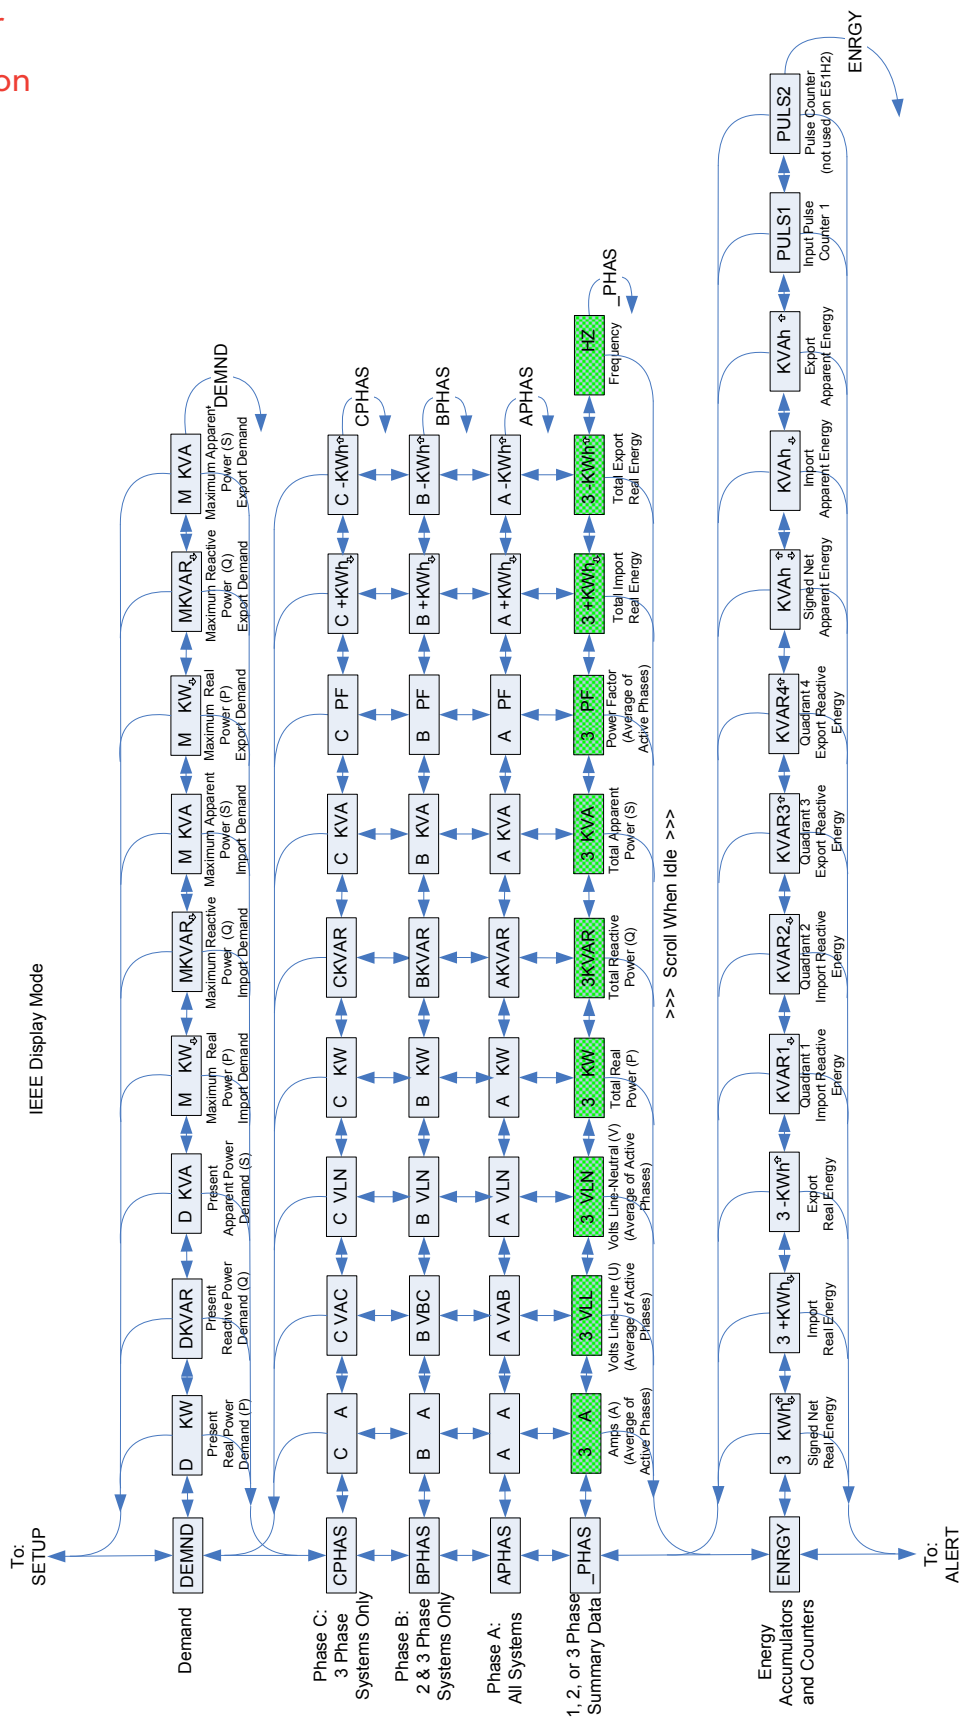 r
on
IEEE Display Mode
To:
SETUP
Demand
DEMND
D KW
Present
Real Power
Demand (P)
DKVAR
Present
Reactive Power
Demand (Q)
D KVA
Present
Apparent Power
Demand (S)
M KW
Maximum Real
Power (P)
Import Demand
MKVAR
Maximum Reactive
Power (Q)
Import Demand
M KVA
Maximum Apparent
Power (S)
Import Demand
M KW
Maximum Real
Power (P)
Export Demand
MKVAR
Maximum Reactive
Power (Q)
Export Demand
M KVA
Maximum Apparent
Power (S)
Export Demand
DEMND
Phase C:
3 Phase
Systems Only
CPHAS
C A
C VAC
C VLN
C KW
CKVAR
C KVA
C PF
C +KWh
C -KWh
CPHAS
Phase B:
2 & 3 Phase
Systems Only
BPHAS
B A
B VBC
B VLN
B KW
BKVAR
B KVA
B PF
B +KWh
B -KWh
BPHAS
Phase A:
All Systems
APHAS
A A
A VAB
A VLN
A KW
AKVAR
A KVA
A PF
A +KWh
A -KWh
APHAS
1, 2, or 3 Phase
Summary Data
_PHAS
3 A
Amps (A)
(Average of
Active Phases)
3 VLL
Volts Line-Line (U)
(Average of Active
Phases)
3 VLN
Volts Line-Neutral (V)
(Average of Active
Phases)
3 KW
Total Real
Power (P)
3KVAR
Total Reactive
Power (Q)
3 KVA
Total Apparent
Power (S)
3 PF
Power Factor
(Average of
Active Phases)
3 +KWh
Total Import
Real Energy
3 -KWh
Total Export
Real Energy
HZ
Frequency
_PHAS
>>> Scroll When Idle >>>
Energy
Accumulators
and Counters
ENRGY
3 KWh
Signed Net
Real Energy
3 +KWh
Import
Real Energy
3 -KWh
Export
Real Energy
KVAR1
Quadrant 1
Import Reactive
Energy
KVAR2
Quadrant 2
Import Reactive
Energy
KVAR3
Quadrant 3
Export Reactive
Energy
KVAR4
Quadrant 4
Export Reactive
Energy
KVAh
Signed Net
Apparent Energy
KVAh
Import
Apparent Energy
KVAh
Export
Apparent Energy
PULS1
Input Pulse
Counter 1
PULS2
Pulse Counter
(not used on E51H2)
ENRGY
To:
ALERT